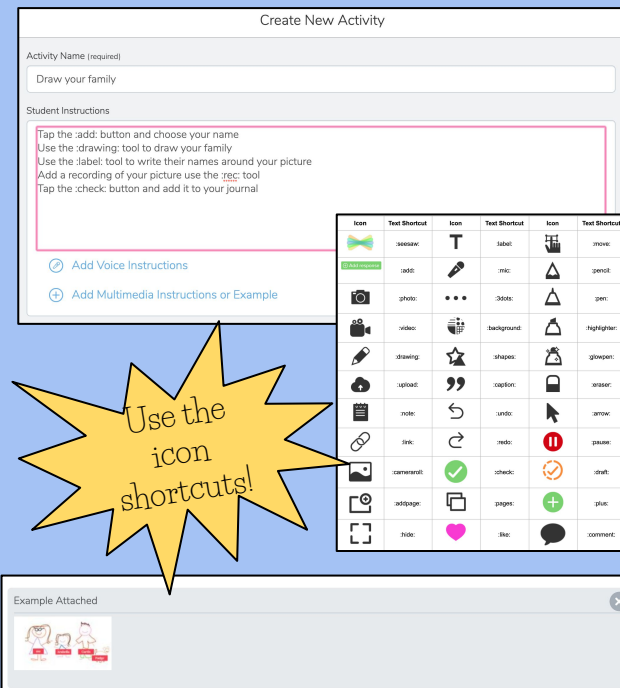 Create New Activity
Activity Name (required)
Draw your family
Student Instructions
Tap the :add: button and choose your name
Use the :drawing: tool to draw your family
Use the :label: tool to write their names around your picture
Add a recording of your picture use the :rec: tool
Tap the :check: button and add it to your journal
Add Voice Instructions
Add Multimedia Instructions or Example
Icon Text Shortcut Icon Text Shortcut Icon Text Shortcut
:seesaw: T :label: :move:
Add response :add: :mic: :pencil:
:photo: :3dots: :pen:
:video: :background: :highlighter:
:drawing: :shapes: :glowpen:
:upload: :caption: :eraser:
:note: :undo: :arrow:
:link: :redo: :pause:
:cameraroll: :check: :draft:
:addpage: :pages: :plus:
:hide: :like: :comment:
Use the
icon
shortcuts!
Example Attached